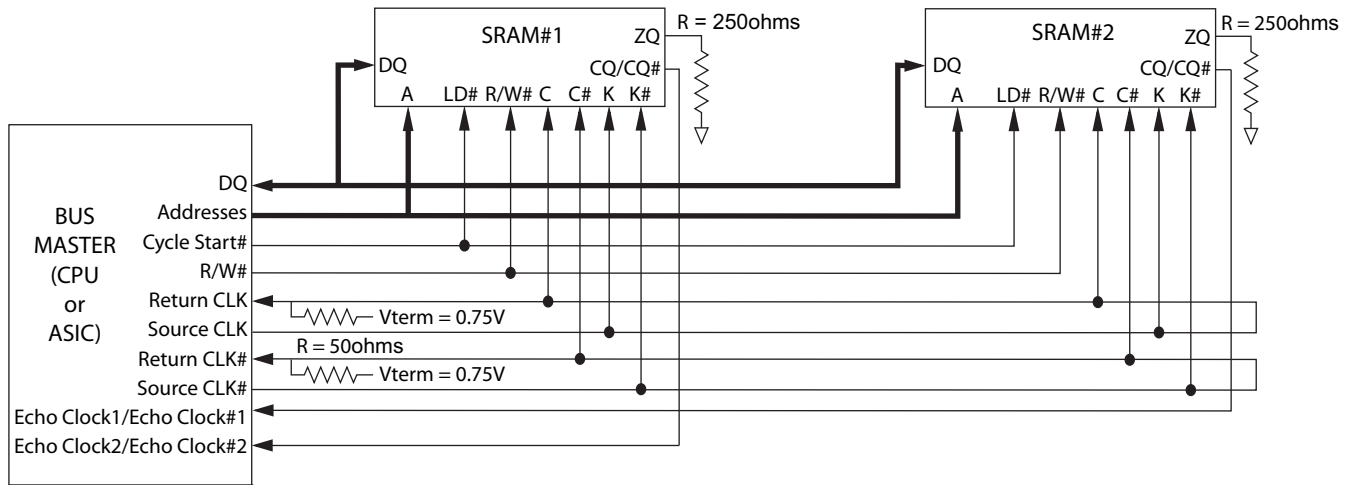 SRAM#1
ZQ
R = 250ohms
DQ
CQ/CQ#
A LD# R/W# C C# K K#
SRAM#2
ZQ
R = 250ohms
DQ
CQ/CQ#
A LD# R/W# C C# K K#
BUS
MASTER
(CPU
or
ASIC)
DQ
Addresses
Cycle Start#
R/W#
Return CLK
Vterm = 0.75V
Source CLK
R = 50ohms
Return CLK#
Vterm = 0.75V
Source CLK#
Echo Clock1/Echo Clock#1
Echo Clock2/Echo Clock#2